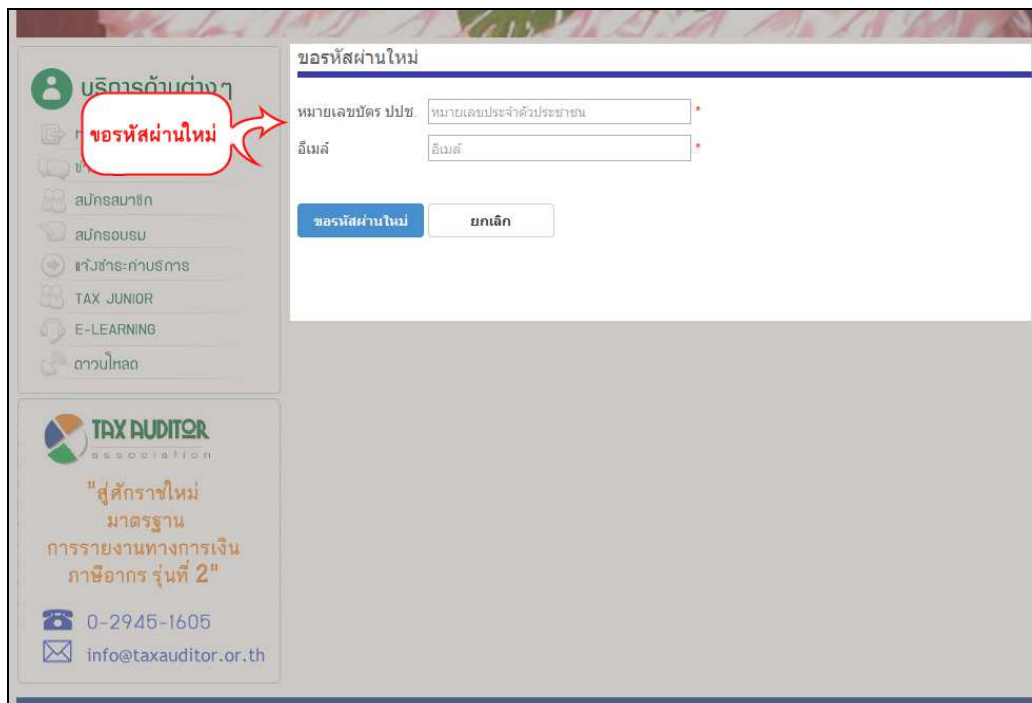 บริการด้านต่างๆ
ขอรหัสผ่านใหม่
สมัครสมาชิก
สมัครอบรม
แจ้งชำระค่าบริการ
TAX JUNIOR
E-LEARNING
ดาวน์โหลด
TAX AUDITOR
association
"สู่ศักราชใหม่
มาตรฐาน
การรายงานทางการเงิน
ภาษีอากร รุ่นที่ 2"
0-2945-1605
info@taxauditor.or.th
ขอรหัสผ่านใหม่
หมายเลขบัตร ปปช. หมายเลขประจำตัวประชาชน *
อีเมล์ อีเมล์ *
ขอรหัสผ่านใหม่ ยกเลิก